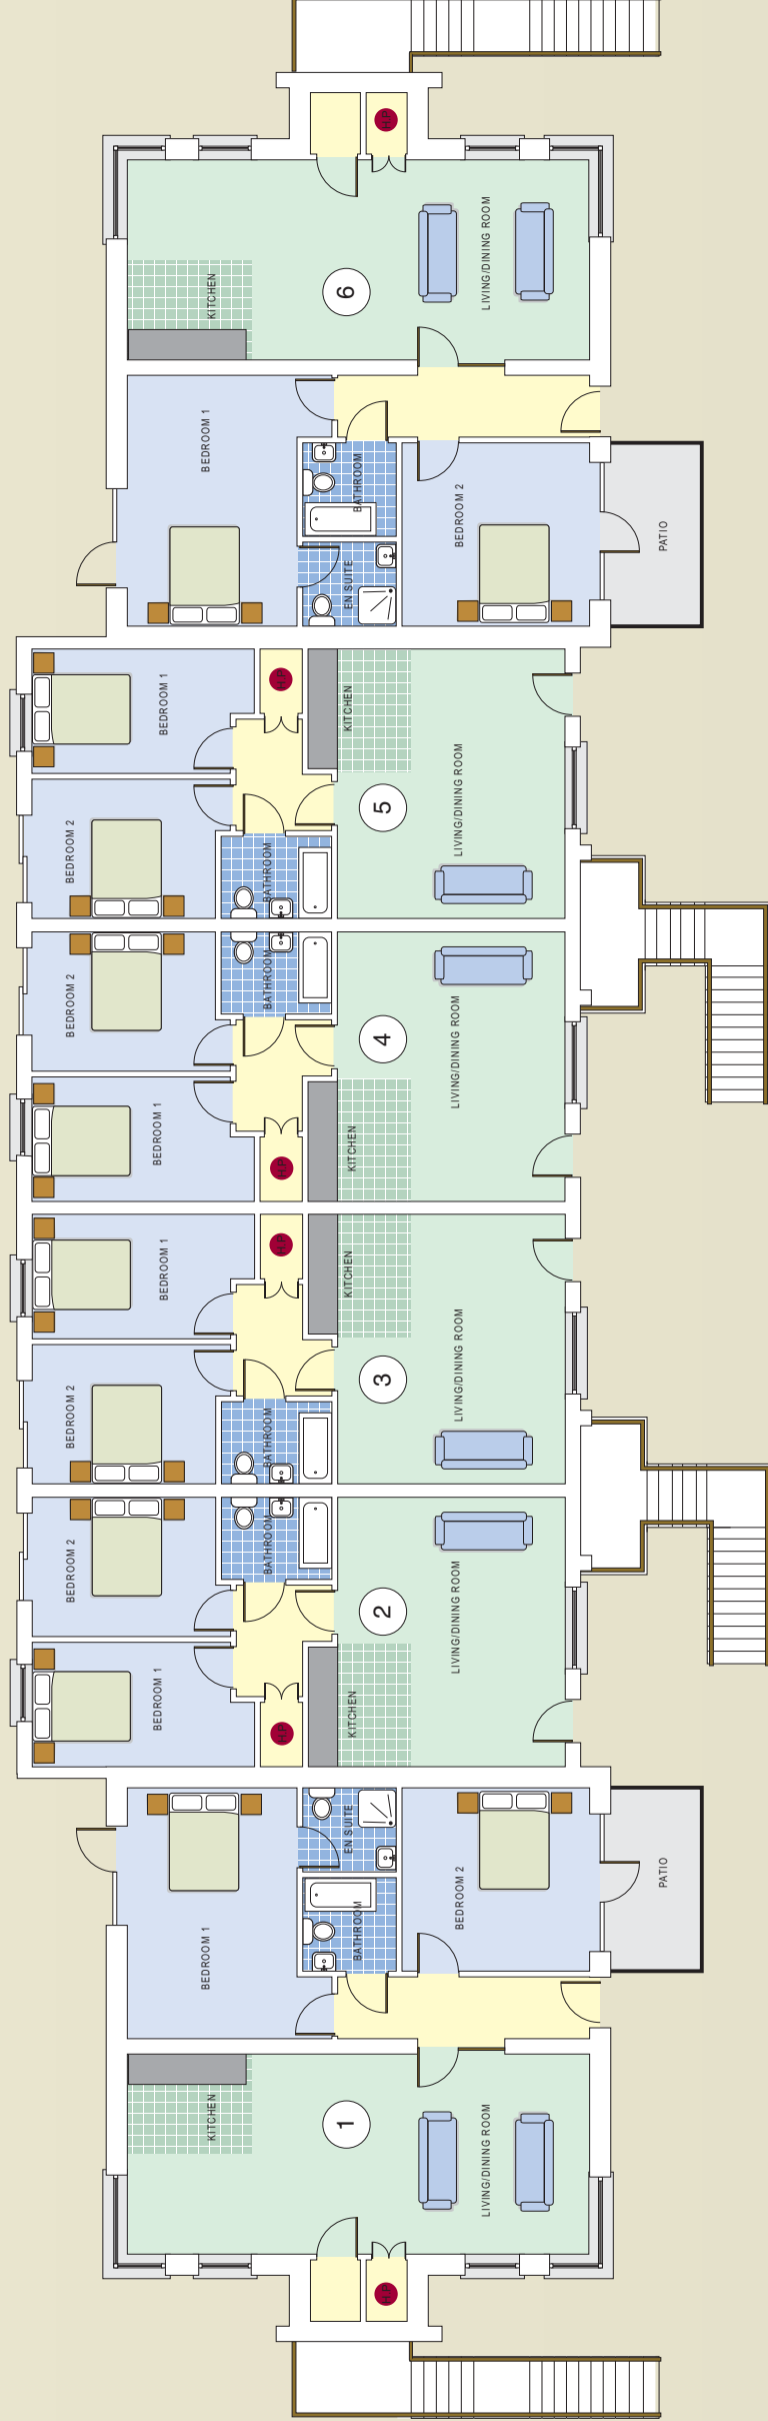 H.P
KITCHEN
6
LIVING/DINING ROOM
BEDROOM 1
BATHROOM
EN SUITE
BEDROOM 2
PATIO
BEDROOM 1
H.P
KITCHEN
BEDROOM 2
BATHROOM
5
LIVING/DINING ROOM
BEDROOM 2
BATHROOM
4
LIVING/DINING ROOM
BEDROOM 1
H.P
KITCHEN
BEDROOM 1
H.P
KITCHEN
BEDROOM 2
BATHROOM
3
LIVING/DINING ROOM
BEDROOM 2
BATHROOM
2
LIVING/DINING ROOM
BEDROOM 1
H.P
KITCHEN
BEDROOM 1
EN SUITE
BATHROOM
BEDROOM 2
PATIO
KITCHEN
1
LIVING/DINING ROOM
H.P